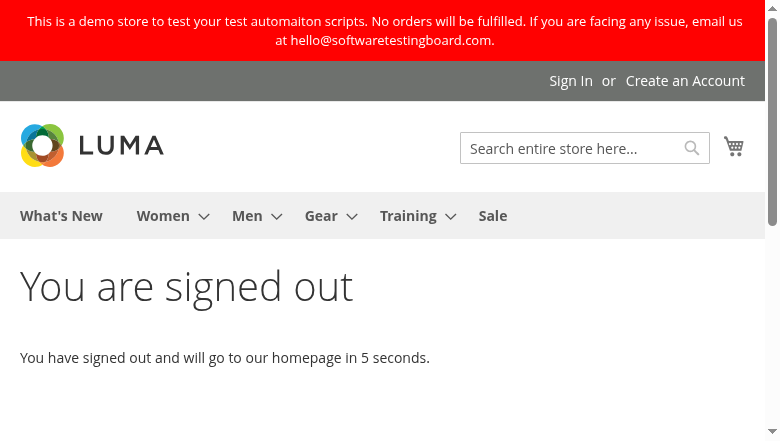 This is a demo store to test your test automaiton scripts. No orders will be fulfilled. If you are facing any issue, email us
at hello@softwaretestingboard.com.
Sign In or Create an Account
LUMA
Search entire store here...
What's New Women Men Gear Training Sale
You are signed out
You have signed out and will go to our homepage in 5 seconds.